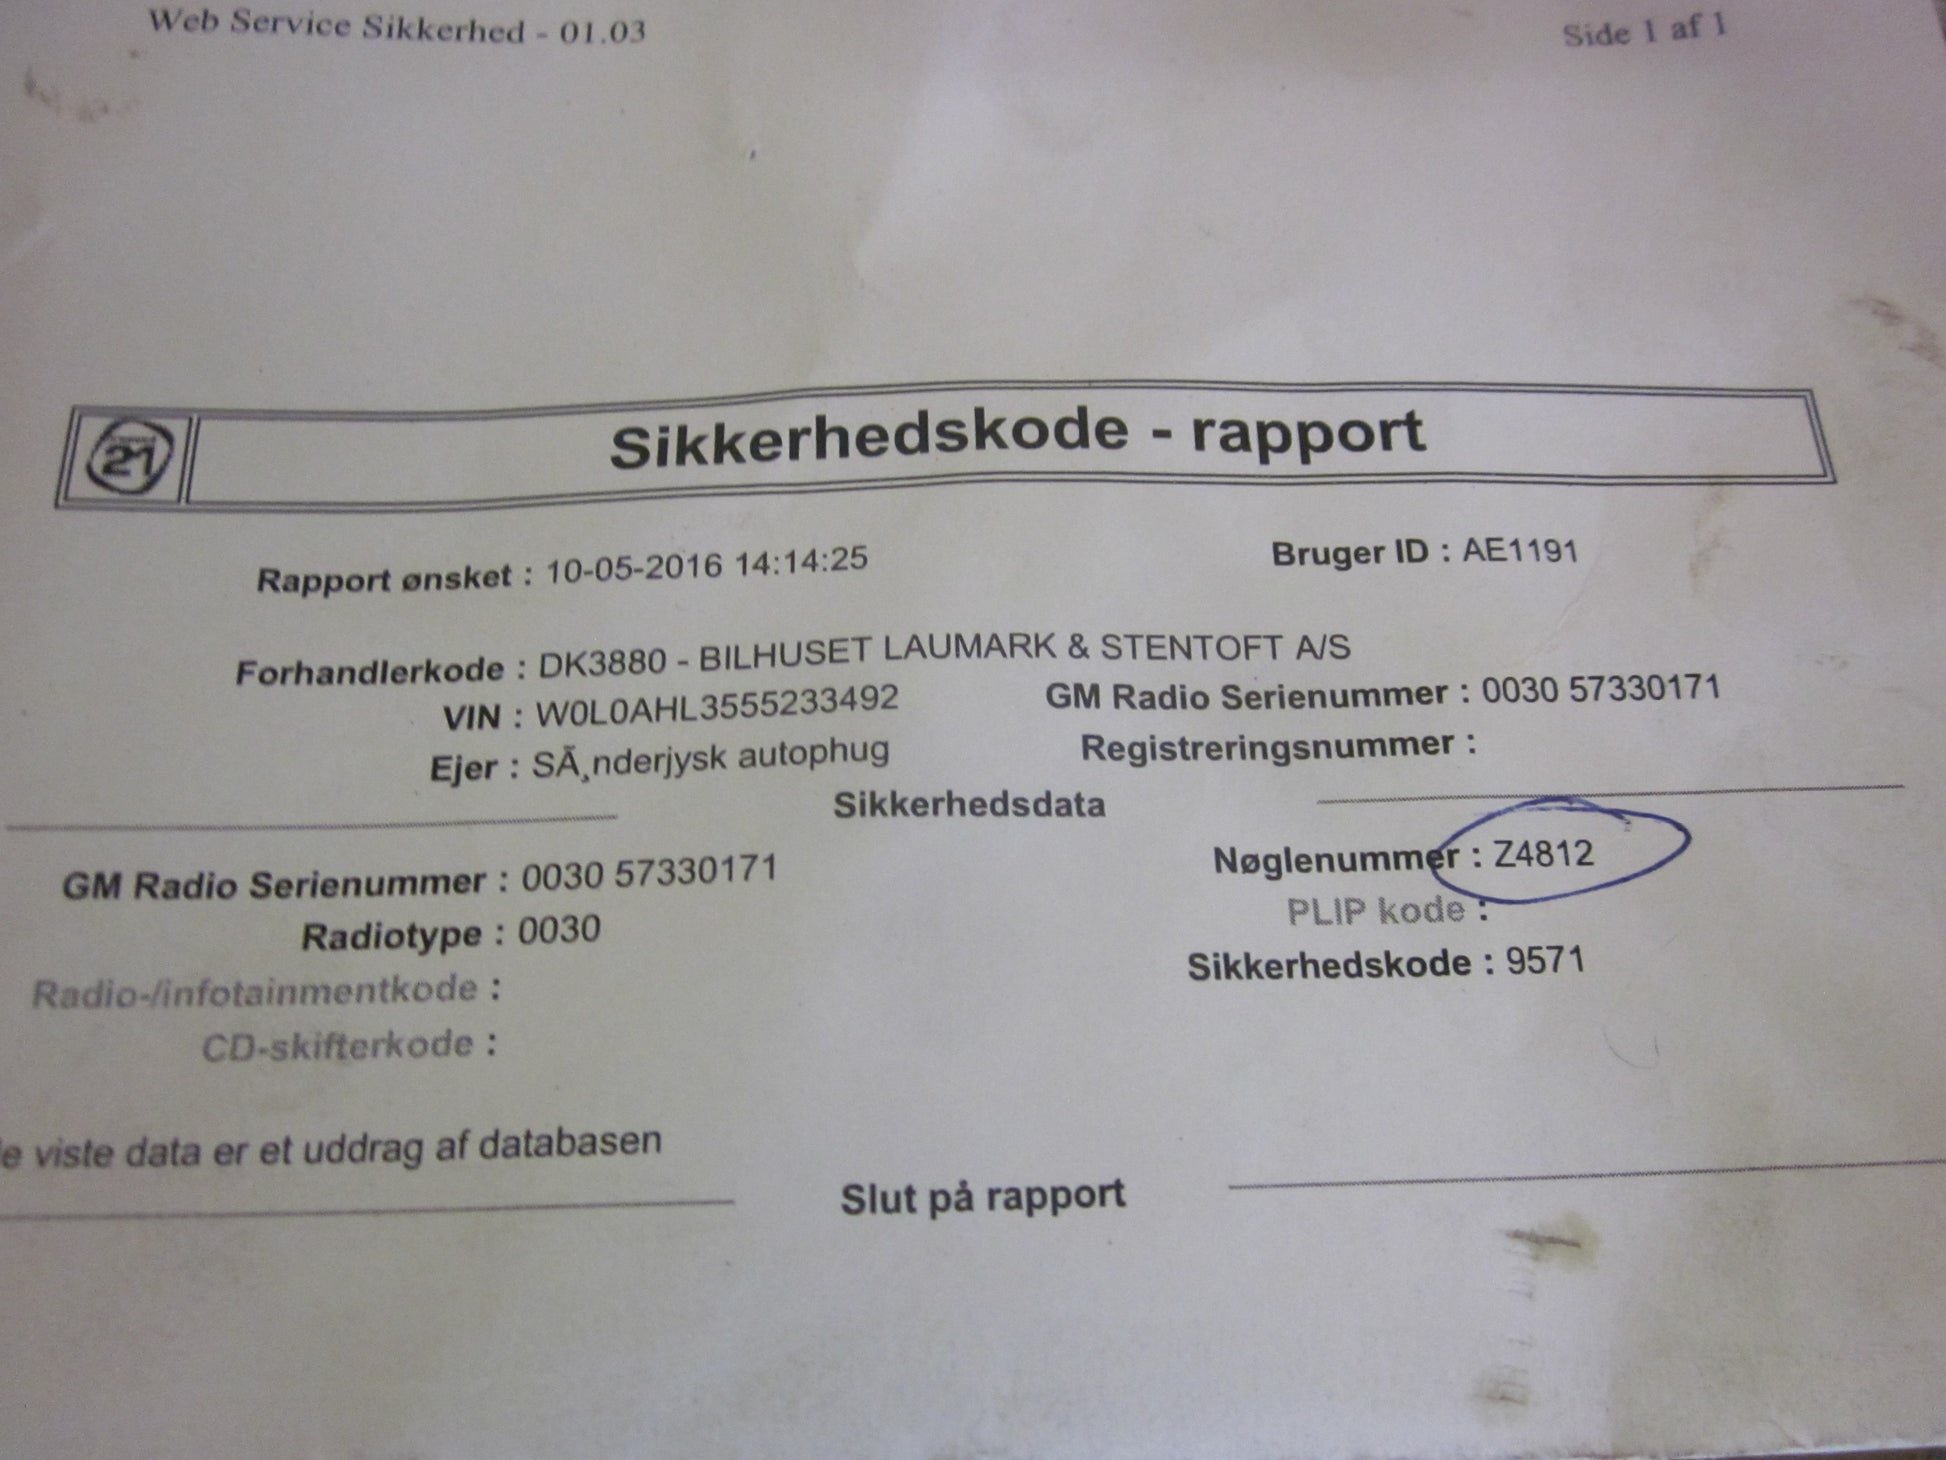 Web Service Sikkerhed - 01.03 Side 1 af 1
21 Sikkerhedskode - rapport
Rapport ønsket : 10-05-2016 14:14:25 Bruger ID : AE1191
Forhandlerkode : DK3880 - BILHUSET LAUMARK & STENTOFT A/S
VIN : W0L0AHL3555233492 GM Radio Serienummer : 0030 57330171
Ejer : SÃ¸nderjysk autophug Registreringsnummer :
Sikkerhedsdata
GM Radio Serienummer : 0030 57330171 Nøglenummer : Z4812
Radiotype : 0030 PLIP kode :
Radio-/infotainmentkode : Sikkerhedskode : 9571
CD-skifterkode :
e viste data er et uddrag af databasen
Slut på rapport